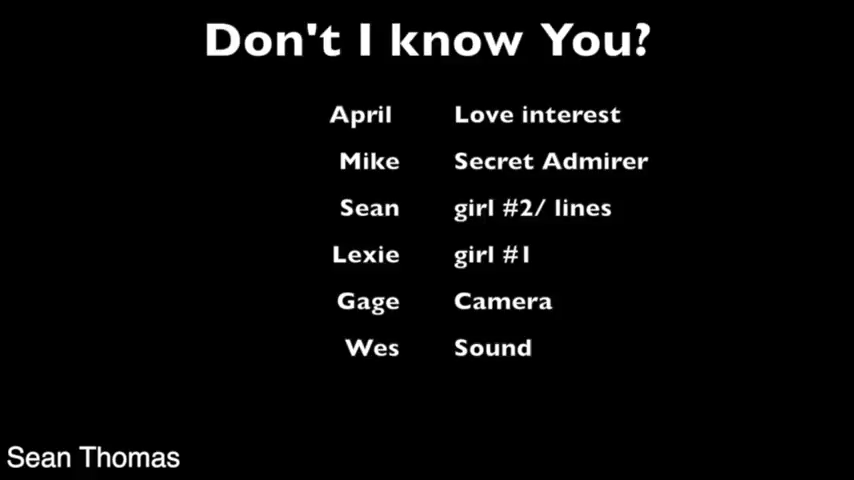 Don't I know You?
April Love interest
Mike Secret Admirer
Sean girl #2/ lines
Lexie girl #1
Gage Camera
Wes Sound
Sean Thomas